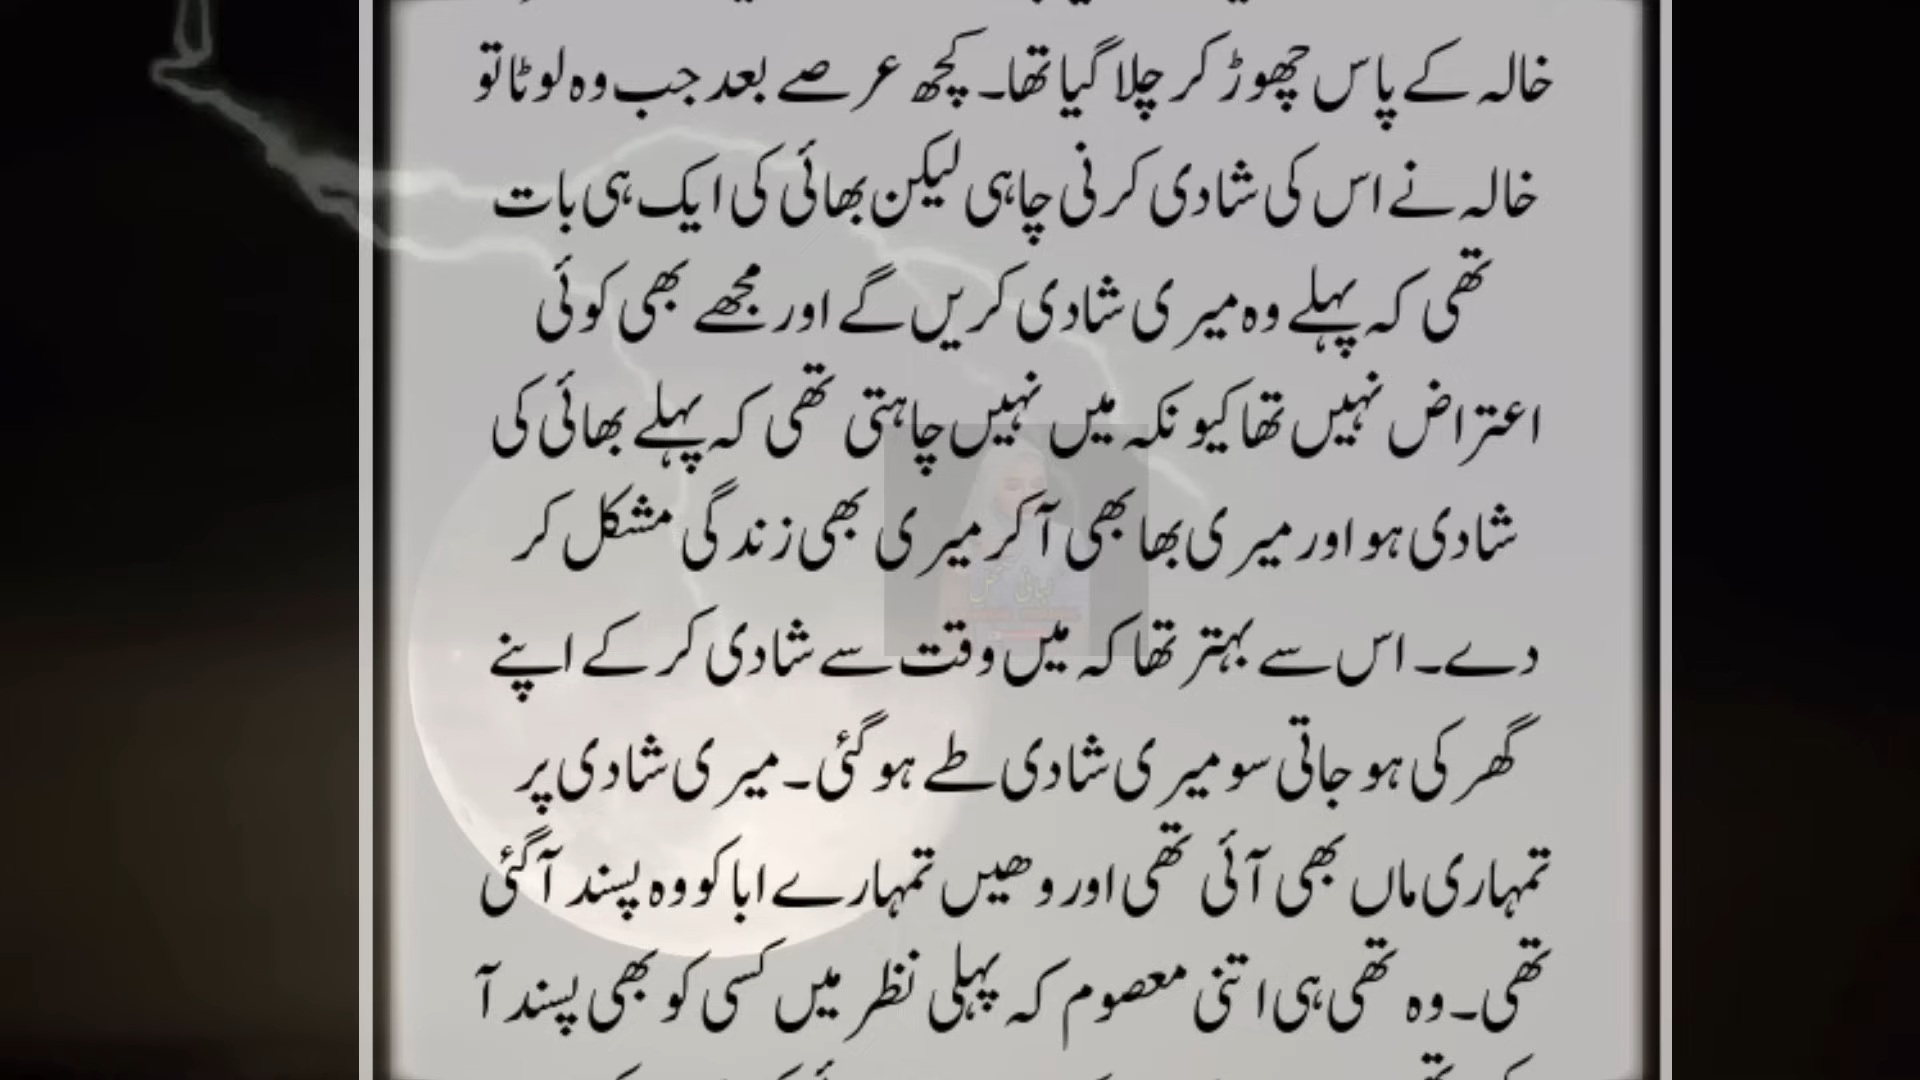 خالہ کے پاس چھوڑ کر چلا گیا تھا۔ کچھ عرصے بعد جب وہ لوٹا تو
خالہ نے اس کی شادی کرنی چاہی لیکن بھائی کی ایک ہی بات
تھی کہ پہلے وہ میری شادی کریں گے اور مجھے بھی کوئی
اعتراض نہیں تھا کیونکہ میں نہیں چاہتی تھی کہ پہلے بھائی کی
شادی ہو اور میری بھابھی آکر میری بھی زندگی مشکل کر
دے۔ اس سے بہتر تھا کہ میں وقت سے شادی کر کے اپنے
گھر کی ہو جاتی سو میری شادی طے ہو گئی۔ میری شادی پر
تمہاری ماں بھی آئی تھی اور وھیں تمہارے ابا کو وہ پسند آگئی
تھی۔ وہ تھی ہی اتنی معصوم کہ پہلی نظر میں کسی کو بھی پسند آ